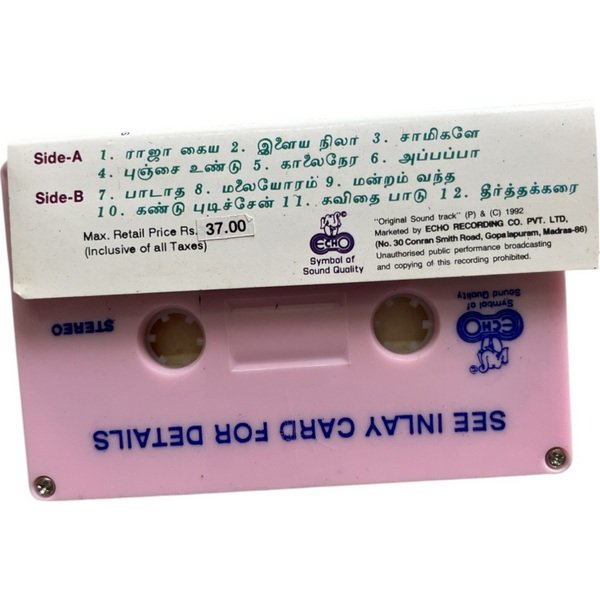 Side-A 1. ராஜா கைய 2. இளைய நிலா 3. சாமிகளே
4. புஞ்சை உண்டு 5. காலைநேர 6. அப்பப்பா
Side-B 7. பாடாத 8. மலையோரம் 9. மன்றம் வந்த
10. கண்டு புடிச்சேன் 11. கவிதை பாடு 12. தீர்த்தக்கரை
Max. Retail Price Rs. 37.00
(Inclusive of all Taxes)
ECHO
Symbol of
Sound Quality
"Original Sound track" (P) & (C) 1992
Marketed by ECHO RECORDING CO. PVT. LTD,
(No. 30 Conran Smith Road, Gopalapuram, Madras-86)
Unauthorised public performance broadcasting
and copying of this recording prohibited.
STEREO
ECHO
Symbol of
Sound Quality
SEE INLAY CARD FOR DETAILS